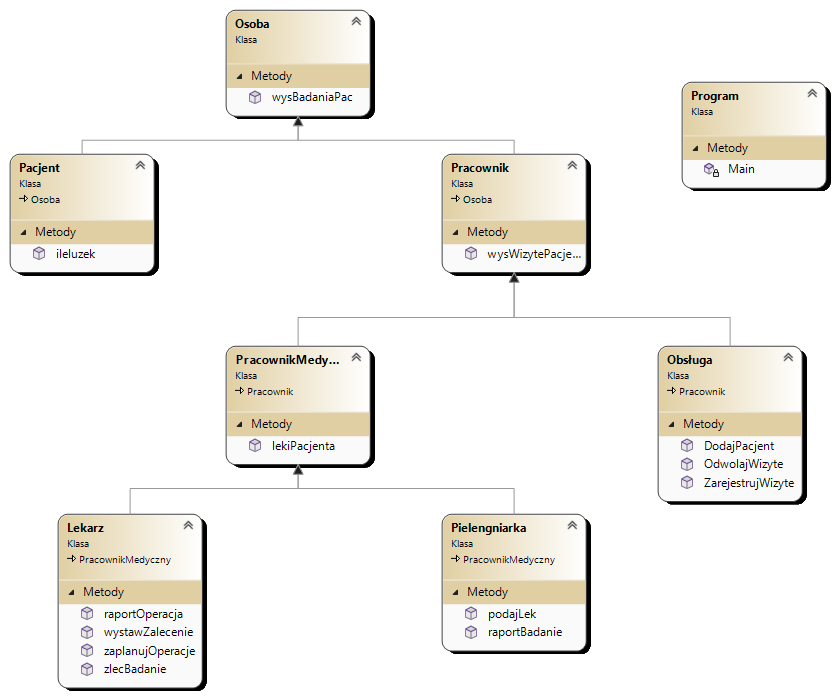 Osoba
Klasa
Metody
wysBadaniaPac
Program
Klasa
Metody
Main
Pacjent
Klasa
Osoba
Metody
ileluzek
Pracownik
Klasa
Osoba
Metody
wysWizytePacje...
PracownikMedy...
Klasa
Pracownik
Metody
lekiPacjenta
Obsługa
Klasa
Pracownik
Metody
DodajPacjent
OdwolajWizyte
ZarejestrujWizyte
Lekarz
Klasa
PracownikMedyczny
Metody
raportOperacja
wystawZalecenie
zaplanujOperacje
zlecBadanie
Pielengniarka
Klasa
PracownikMedyczny
Metody
podajLek
raportBadanie